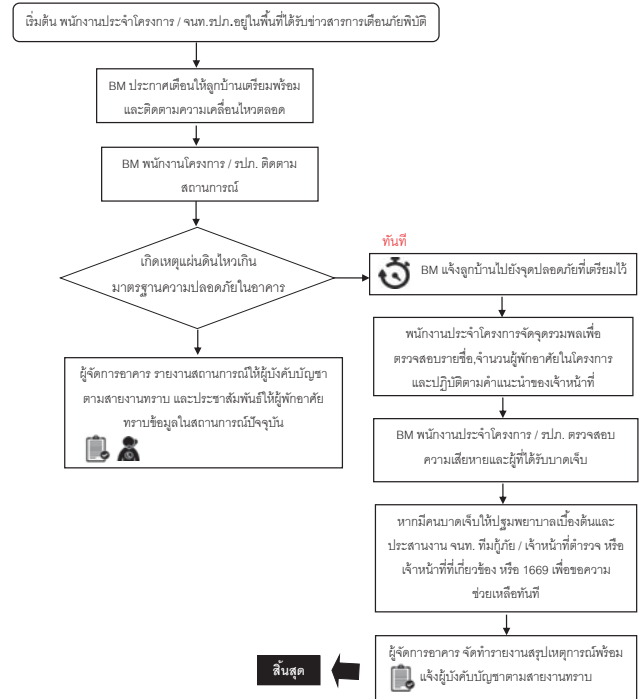 เริ่มต้น พนักงานประจำโครงการ / จนท.รปภ.อยู่ในพื้นที่ได้รับข่าวสารการเตือนภัยพิบัติ
BM ประกาศเตือนให้ลูกบ้านเตรียมพร้อม
และติดตามความเคลื่อนไหวตลอด
BM พนักงานโครงการ / รปภ. ติดตาม
สถานการณ์
เกิดเหตุแผ่นดินไหวเกิน
มาตรฐานความปลอดภัยในอาคาร
ผู้จัดการอาคาร รายงานสถานการณ์ให้ผู้บังคับบัญชา
ตามสายงานทราบ และประชาสัมพันธ์ให้ผู้พักอาศัย
ทราบข้อมูลในสถานการณ์ปัจจุบัน
ทันที
BM แจ้งลูกบ้านไปยังจุดปลอดภัยที่เตรียมไว้
พนักงานประจำโครงการจัดจุดรวมพลเพื่อ
ตรวจสอบรายชื่อ,จำนวนผู้พักอาศัยในโครงการ
และปฏิบัติตามคำแนะนำของเจ้าหน้าที่
BM พนักงานประจำโครงการ / รปภ. ตรวจสอบ
ความเสียหายและผู้ที่ได้รับบาดเจ็บ
หากมีคนบาดเจ็บให้ปฐมพยาบาลเบื้องต้นและ
ประสานงาน จนท. ทีมกู้ภัย / เจ้าหน้าที่ตำรวจ หรือ
เจ้าหน้าที่ที่เกี่ยวข้อง หรือ 1669 เพื่อขอความ
ช่วยเหลือทันที
ผู้จัดการอาคาร จัดทำรายงานสรุปเหตุการณ์พร้อม
แจ้งผู้บังคับบัญชาตามสายงานทราบ
สิ้นสุด